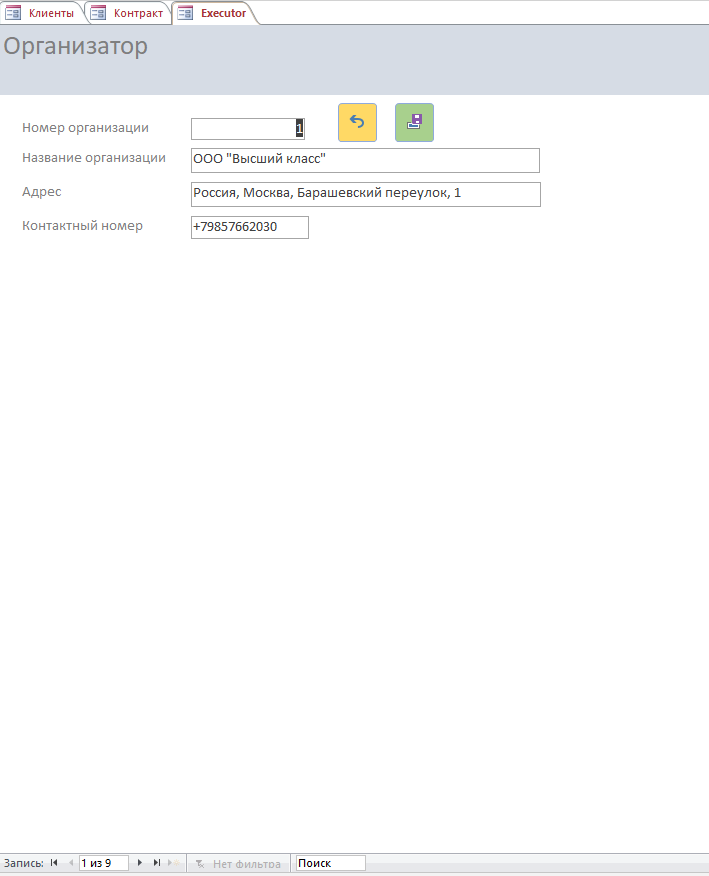 Клиенты Контракт Executor
Организатор
Номер организации 1
Название организации ООО "Высший класс"
Адрес Россия, Москва, Барашевский переулок, 1
Контактный номер +79857662030
Запись: 1 из 9 Нет фильтра Поиск